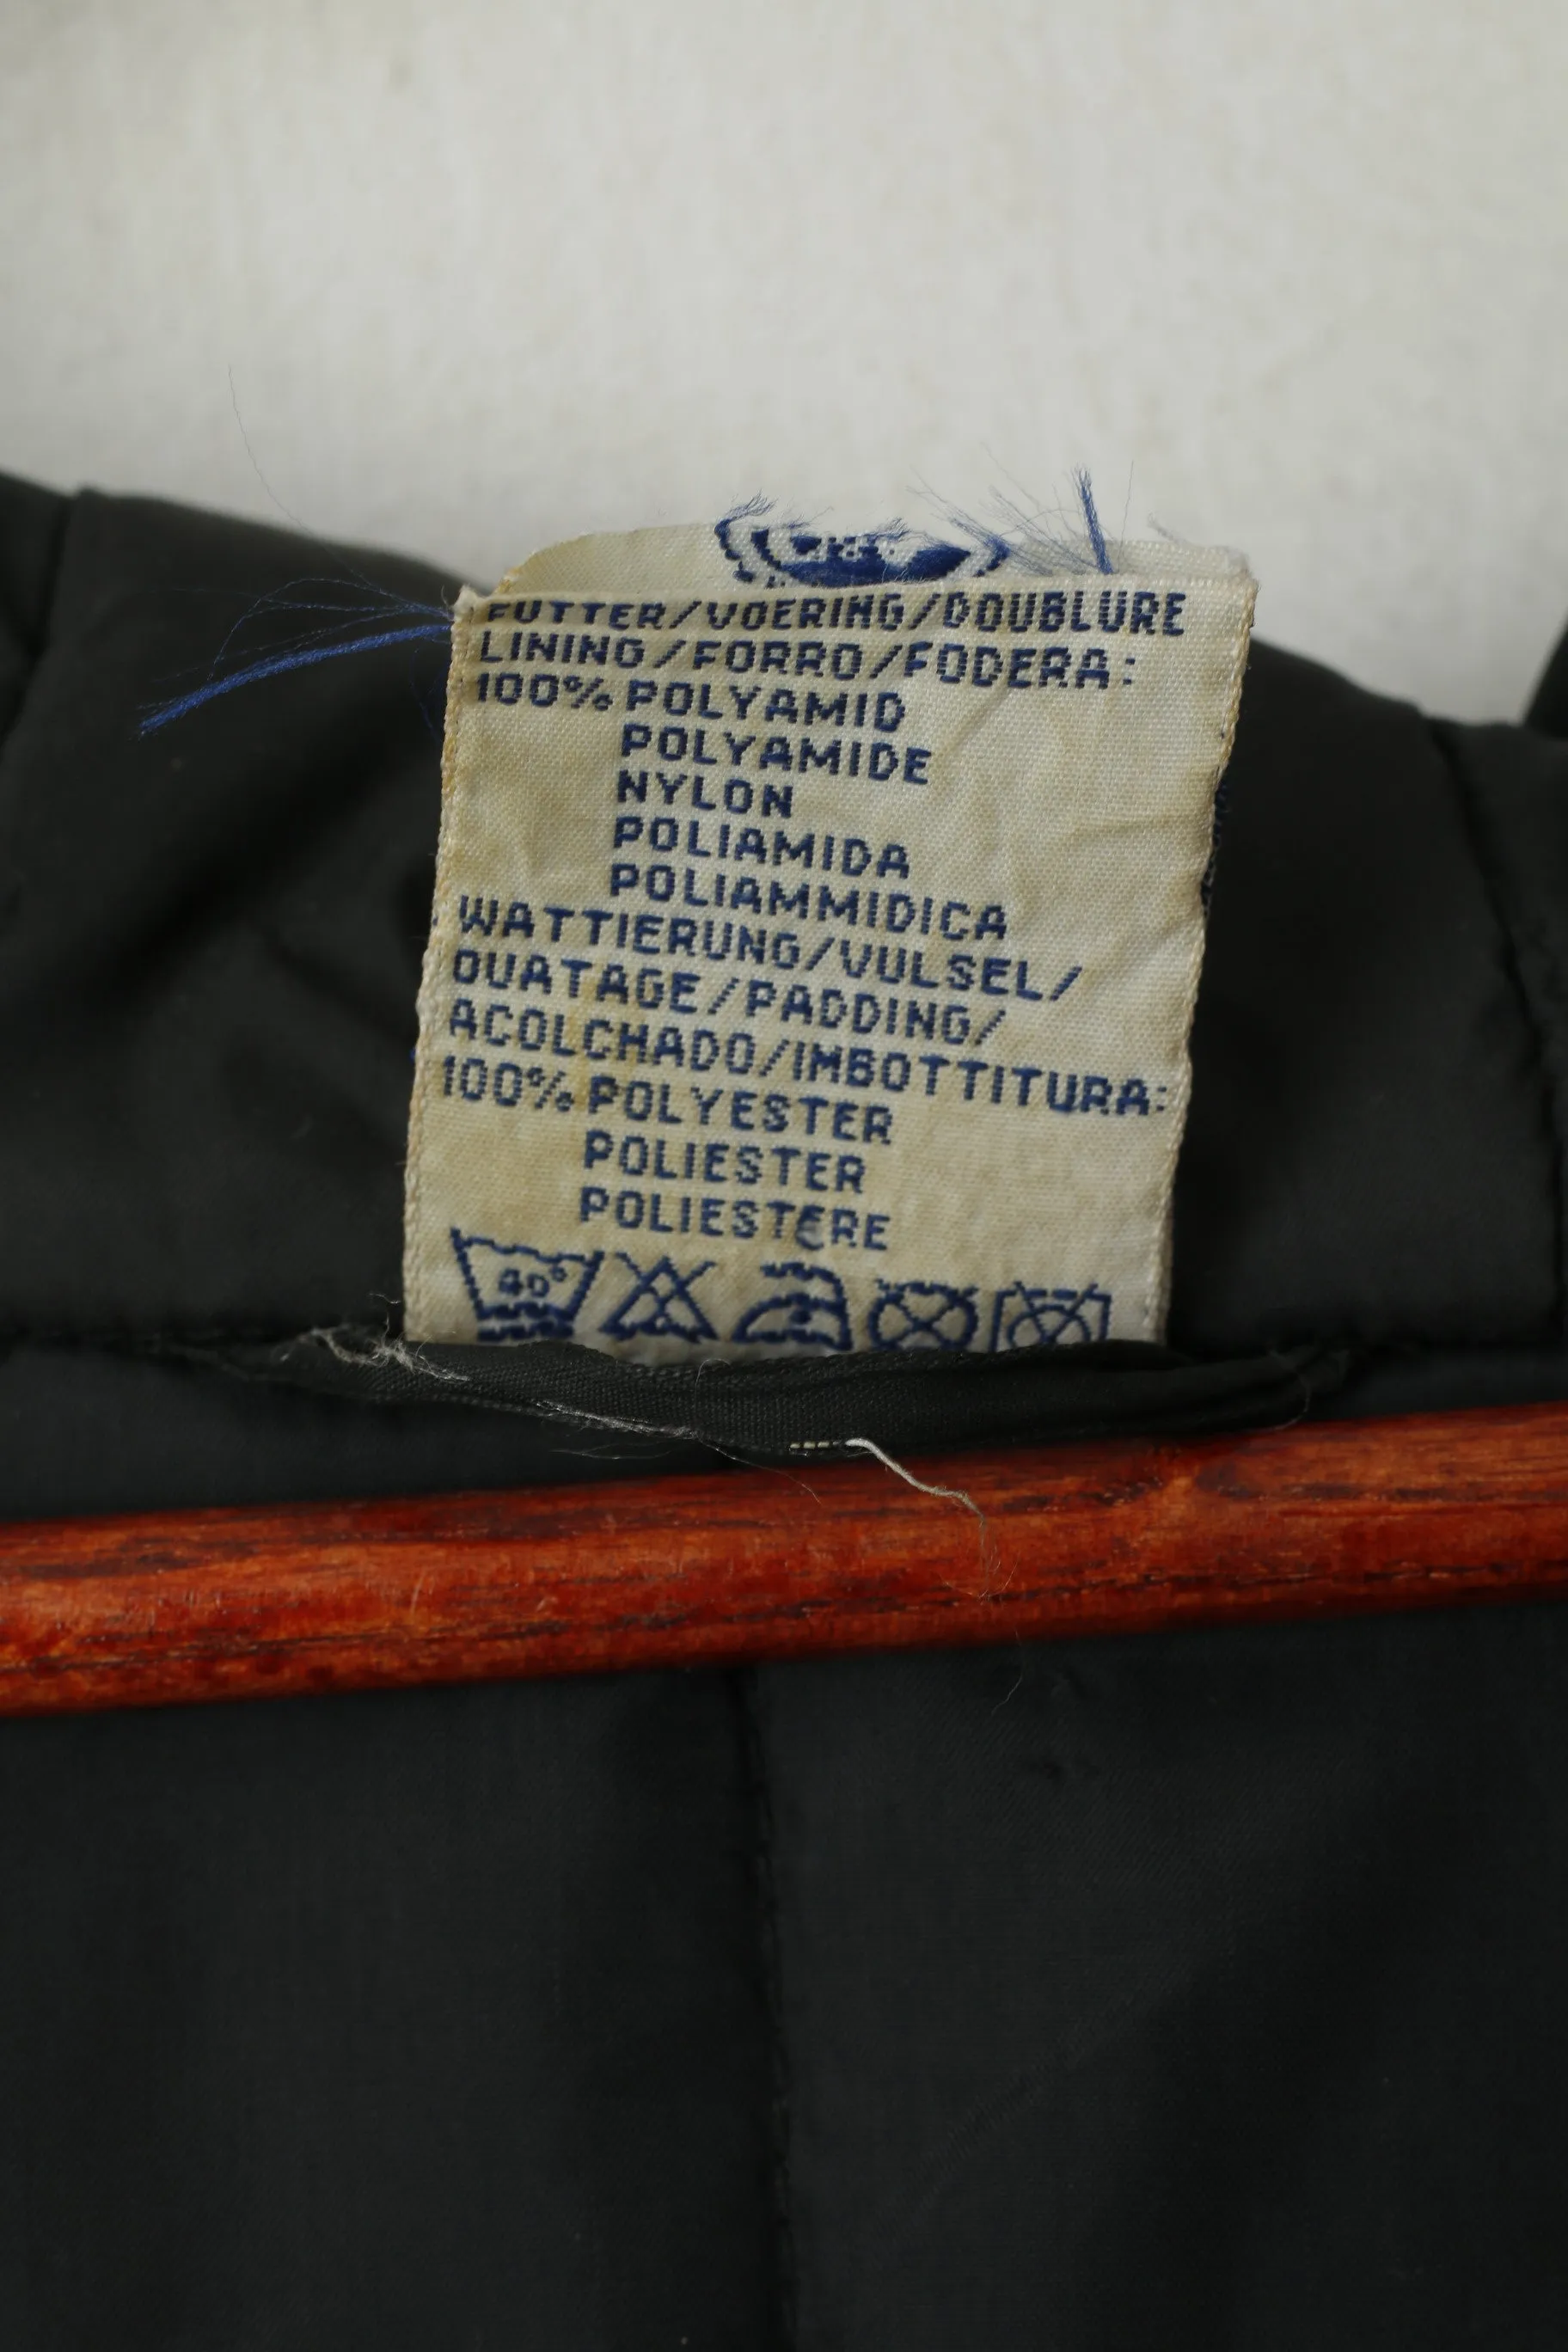 FUTTER/VOERING/DOUBLURE
LINING/FORRO/FODERA:
100% POLYAMID
POLYAMIDE
NYLON
POLIAMIDA
POLIAMMIDICA
WATTIERUNG/VULSEL/
OUATAGE/PADDING/
ACOLCHADO/IMBOTTITURA:
100% POLYESTER
POLIESTER
POLIESTERE
40°